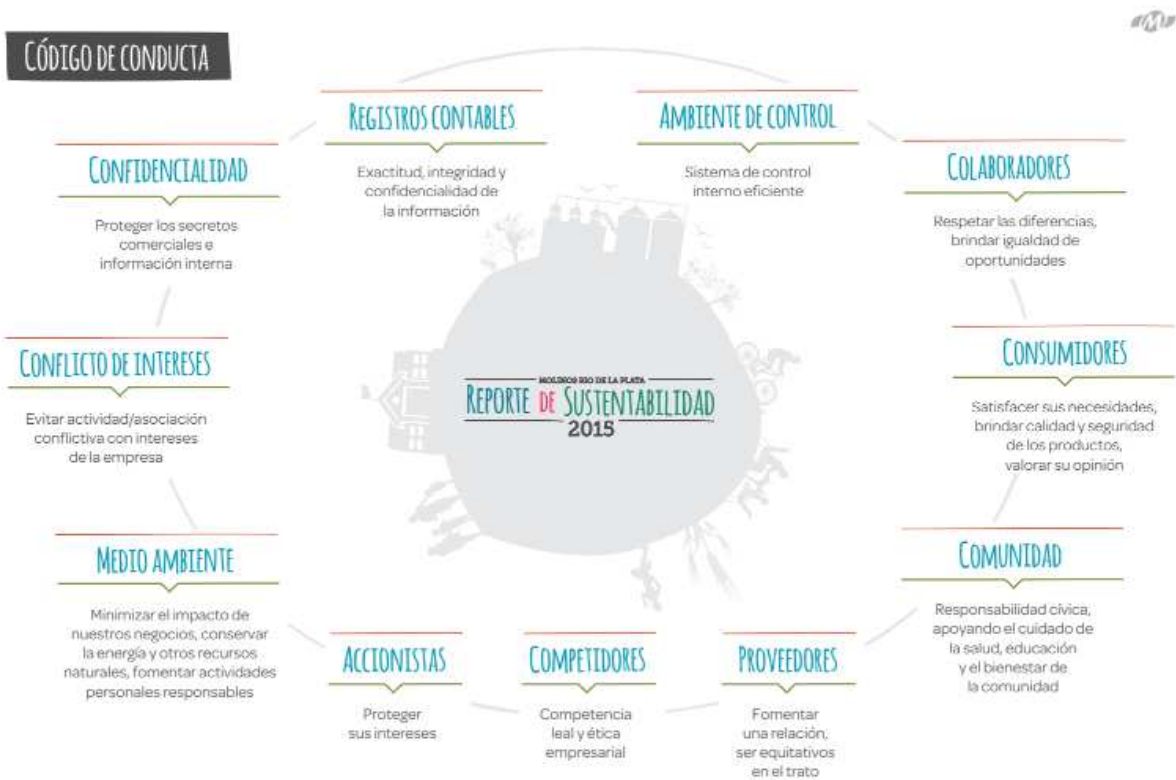 CÓDIGO DE CONDUCTA
REGISTROS CONTABLES
Exactitud, integridad y
confidencialidad de
la información
AMBIENTE DE CONTROL
Sistema de control
interno eficiente
CONFIDENCIALIDAD
Proteger los secretos
comerciales e
información interna
COLABORADORES
Respetar las diferencias,
brindar igualdad de
oportunidades
CONFLICTO DE INTERESES
Evitar actividad/asociación
conflictiva con intereses
de la empresa
MOLINOS RIO DE LA PLATA
REPORTE DE SUSTENTABILIDAD
2015
CONSUMIDORES
Satisfacer sus necesidades,
brindar calidad y seguridad
de los productos,
valorar su opinión
MEDIO AMBIENTE
Minimizar el impacto de
nuestros negocios, conservar
la energía y otros recursos
naturales, fomentar actividades
personales responsables
COMUNIDAD
Responsabilidad cívica,
apoyando el cuidado de
la salud, educación
y el bienestar de
la comunidad
ACCIONISTAS
Proteger
sus intereses
COMPETIDORES
Competencia
leal y ética
empresarial
PROVEEDORES
Fomentar
una relación,
ser equitativos
en el trato
M